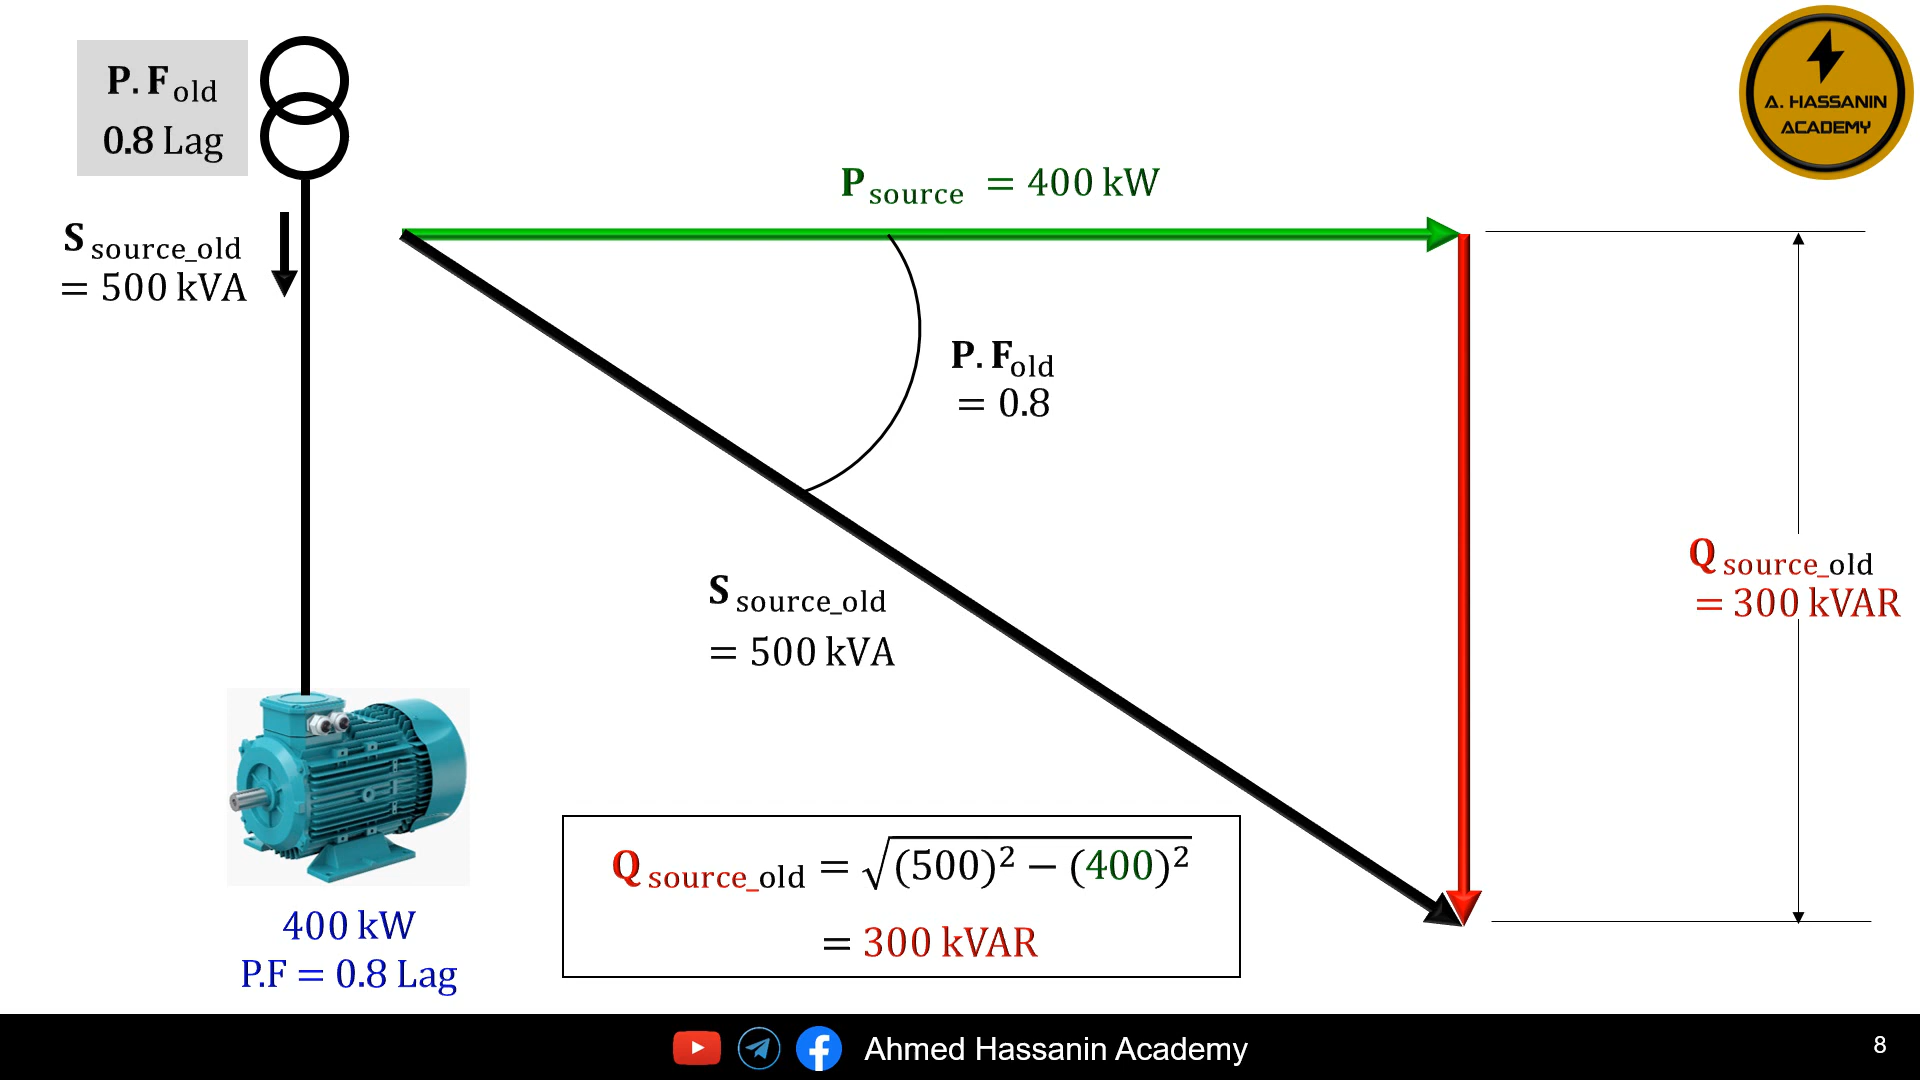 P.F old
0.8 Lag
A. HASSANIN
ACADEMY
P source = 400 kW
S source_old
= 500 kVA
P.F old
= 0.8
S source_old
= 500 kVA
Q source_old
= 300 kVAR
Q source_old = √(500)² − (400)²
= 300 kVAR
400 kW
P.F = 0.8 Lag
Ahmed Hassanin Academy
8